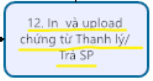 12. In  và upload
chứng từ Thanh lý/
Trả SP